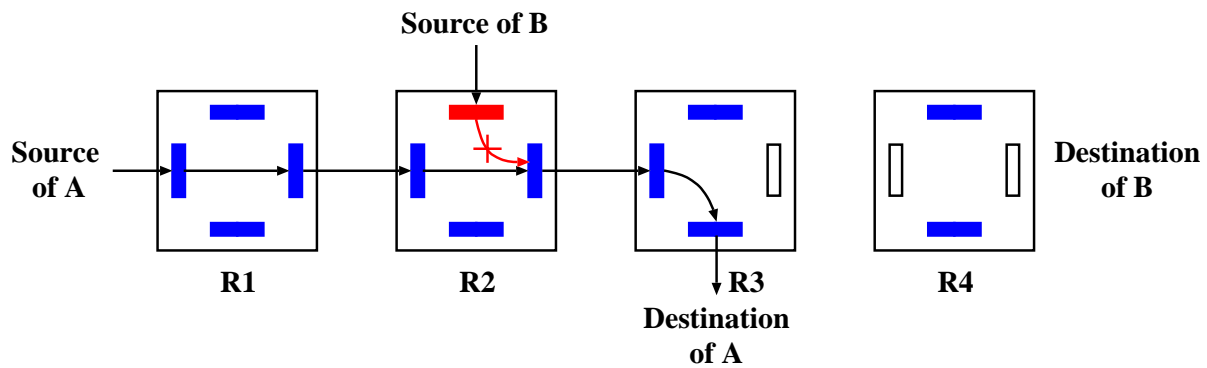 Source of B
Source
of A
Destination
of B
R1
R2
R3
R4
Destination
of A